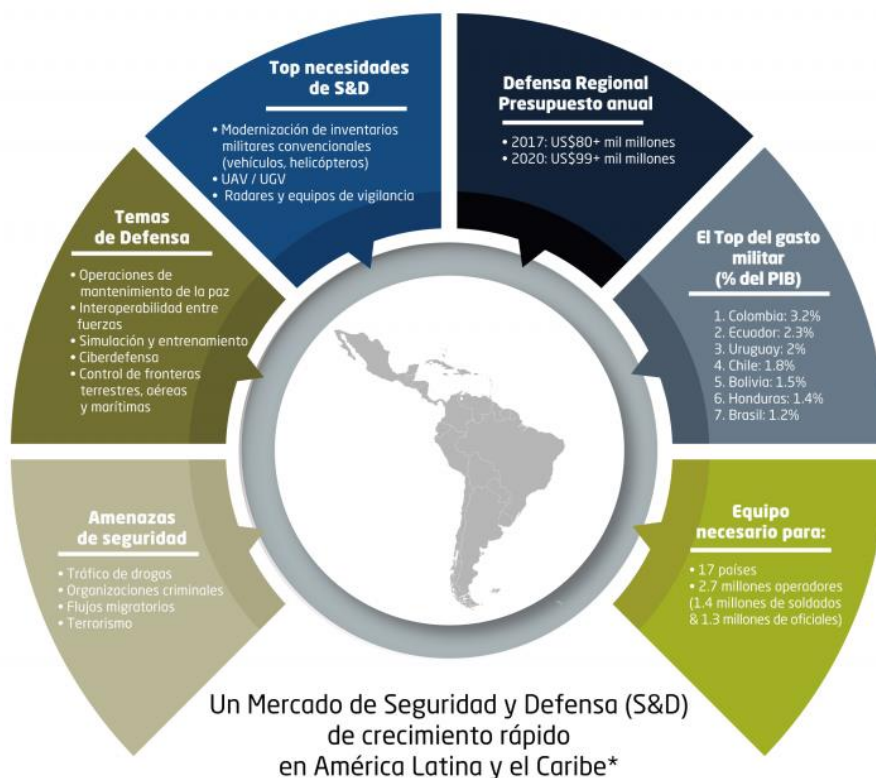 Top necesidades
de S&D
• Modernización de inventarios
militares convencionales
(vehículos, helicópteros)
• UAV / UGV
• Radares y equipos de vigilancia
Defensa Regional
Presupuesto anual
• 2017: US$80+ mil millones
• 2020: US$99+ mil millones
Temas
de Defensa
• Operaciones de
mantenimiento de la paz
• Interoperabilidad entre
fuerzas
• Simulación y entrenamiento
• Ciberdefensa
• Control de fronteras
terrestres, aéreas
y marítimas
El Top del gasto
militar
(% del PIB)
1. Colombia: 3.2%
2. Ecuador: 2.3%
3. Uruguay: 2%
4. Chile: 1.8%
5. Bolivia: 1.5%
6. Honduras: 1.4%
7. Brasil: 1.2%
Amenazas
de seguridad
• Tráfico de drogas
• Organizaciones criminales
• Flujos migratorios
• Terrorismo
Equipo
necesario para:
• 17 países
• 2.7 millones operadores
(1.4 millones de soldados
& 1.3 millones de oficiales)
Un Mercado de Seguridad y Defensa (S&D)
de crecimiento rápido
en América Latina y el Caribe*